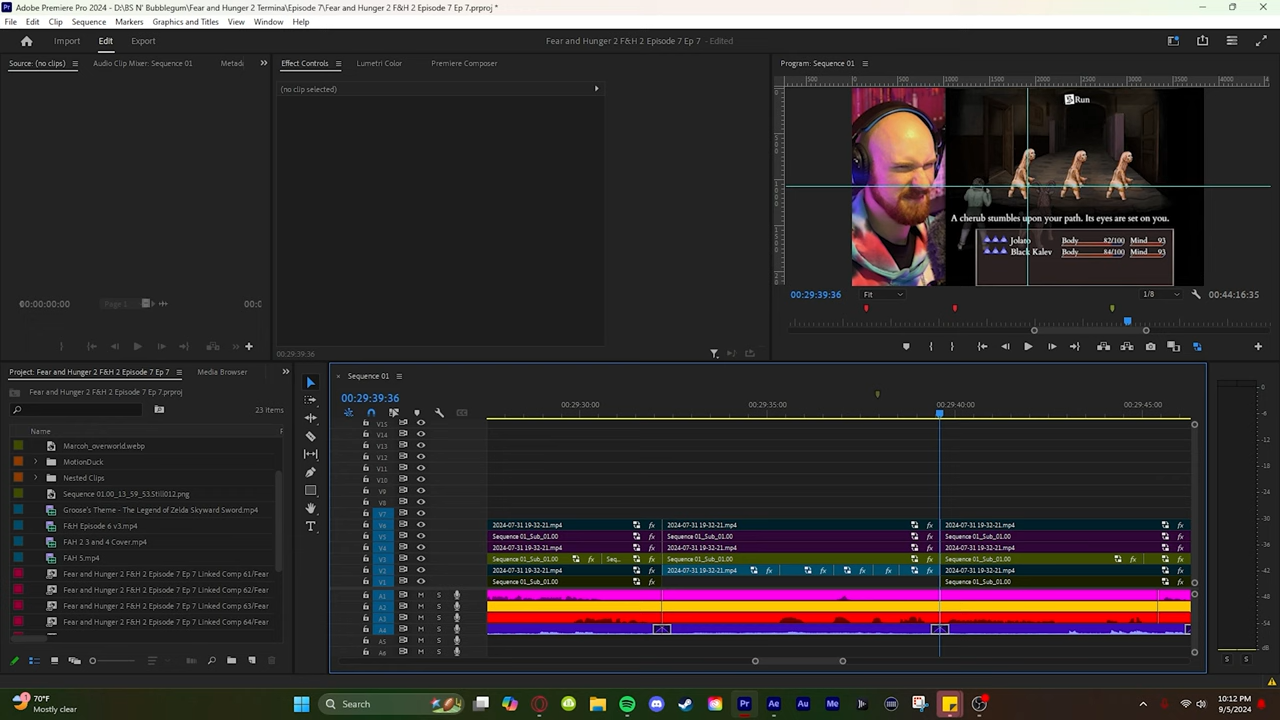 Adobe Premiere Pro 2024 - D:\BS N' Bubblegum\Fear and Hunger 2 Termina\Episode 7\Fear and Hunger 2 F&H 2 Episode 7 Ep 7.prproj *
File Edit Clip Sequence Markers Graphics and Titles View Window Help
Import Edit Export
Fear and Hunger 2 F&H 2 Episode 7 Ep 7 - Edited
Source: (no clips) Audio Clip Mixer: Sequence 01 Metad
Effect Controls Lumetri Color Premiere Composer
Program: Sequence 01
(no clip selected)
Run
A cherub stumbles upon your path. Its eyes are set on you.
Jolato Body 82/100 Mind 93
Black Kalev Body 84/100 Mind 93
00:00:00:00 Page 1 00:0
00:29:39:36 Fit 1/8 00:44:16:35
00:29:39:36
Project: Fear and Hunger 2 F&H 2 Episode 7 Ep 7 Media Browser
Fear and Hunger 2 F&H 2 Episode 7 Ep 7.prproj
23 Items
Name F
Marcoh_overworld.webp
MotionDuck
Nested Clips
Sequence 01.00_13_59_53.Still012.png
Groose's Theme - The Legend of Zelda Skyward Sword.mp4
F&H Episode 6 v3.mp4
FAH 2 3 and 4 Cover.mp4
FAH 5.mp4
Fear and Hunger 2 F&H 2 Episode 7 Ep 7 Linked Comp 61/Fear
Fear and Hunger 2 F&H 2 Episode 7 Ep 7 Linked Comp 62/Fear
Fear and Hunger 2 F&H 2 Episode 7 Ep 7 Linked Comp 63/Fear
Fear and Hunger 2 F&H 2 Episode 7 Ep 7 Linked Comp 64/Fear
Sequence 01
00:29:39:36
00:29:30:00 00:29:35:00 00:29:40:00 00:29:45:00
V15
V14
V13
V12
V11
V10
V9
V8
V7
V6 2024-07-31 19-32-21.mp4 fx 2024-07-31 19-32-21.mp4 fx 2024-07-31 19-32-21.mp4 fx
V5 Sequence 01_Sub_01.00 fx Sequence 01_Sub_01.00 fx Sequence 01_Sub_01.00 fx
V4 2024-07-31 19-32-21.mp4 fx 2024-07-31 19-32-21.mp4 fx 2024-07-31 19-32-21.mp4 fx
V3 Sequence 01_Sub_01.00 fx Seq... fx Sequence 01_Sub_01.00 fx Sequence 01_Sub_01.00 fx fx
V2 2024-07-31 19-32-21.mp4 fx 2024-07-31 19-32-21.mp4 fx fx fx fx fx 2024-07-31 19-32-21.mp4 fx
V1 Sequence 01_Sub_01.00 fx Sequence 01_Sub_01.00 fx
A1 M S
A2 M S
A3 M S
A4 M S
A5 M S
A6 M S
0
-54
dB
S S
70°F
Mostly clear
Search
10:12 PM
9/5/2024